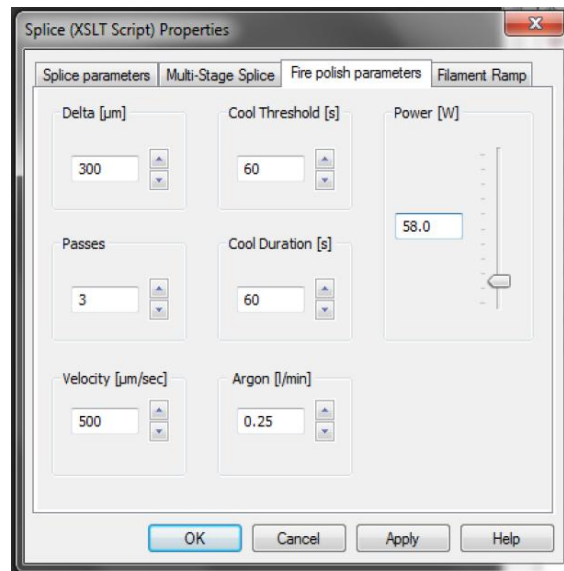 Splice (XSLT Script) Properties
Splice parameters Multi-Stage Splice Fire polish parameters Filament Ramp
Delta [µm] Cool Threshold [s] Power [W]
300 60
58.0
Passes Cool Duration [s]
3 60
Velocity [µm/sec] Argon [l/min]
500 0.25
OK Cancel Apply Help